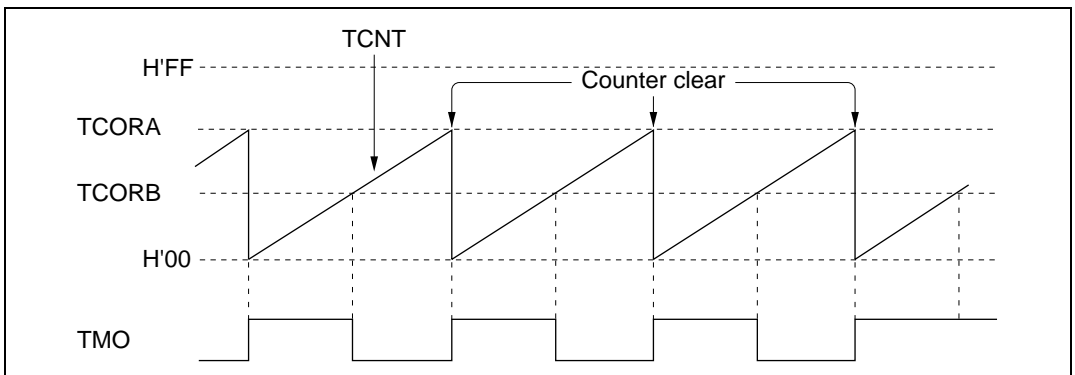 TCNT
H'FF
Counter clear
TCORA
TCORB
H'00
TMO